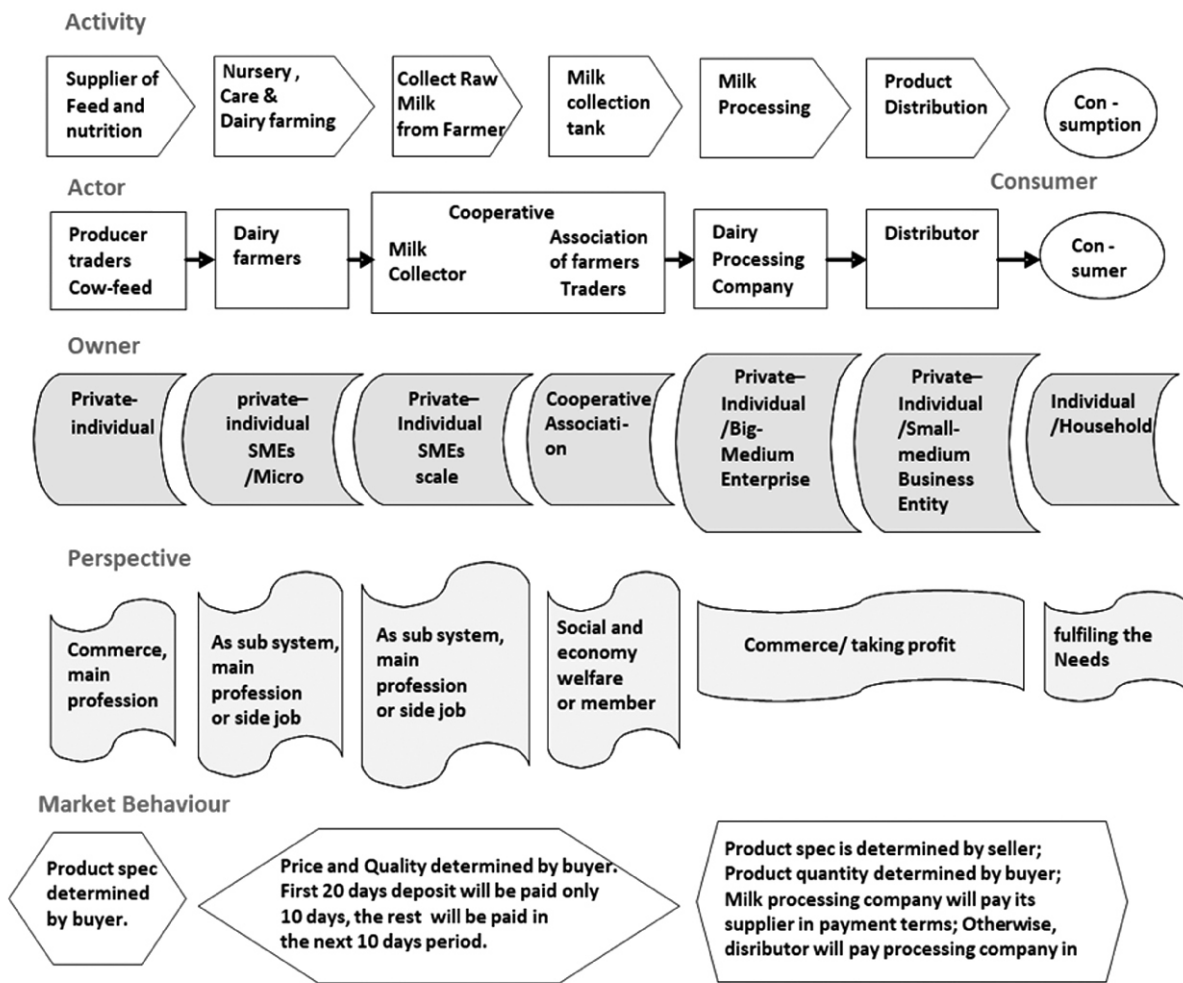 Activity
Supplier of
Feed and
nutrition
Nursery ,
Care &
Dairy farming
Collect Raw
Milk
from Farmer
Milk
collection
tank
Milk
Processing
Product
Distribution
Con -
sumption
Actor
Consumer
Producer
traders
Cow-feed
Dairy
farmers
Cooperative
Milk
Collector
Association
of farmers
Traders
Dairy
Processing
Company
Distributor
Con -
sumer
Owner
Private-
individual
private–
individual
SMEs
/Micro
Private–
Individual
SMEs
scale
Cooperative
Associati-
on
Private–
Individual
/Big-
Medium
Enterprise
Private–
Individual
/Small-
medium
Business
Entity
Individual
/Household
Perspective
Commerce,
main
profession
As sub system,
main
profession
or side job
As sub system,
main
profession
or side job
Social and
economy
welfare
or member
Commerce/ taking profit
fulfiling the
Needs
Market Behaviour
Product spec
determined
by buyer.
Price and Quality determined by buyer.
First 20 days deposit will be paid only
10 days, the rest will be paid in
the next 10 days period.
Product spec is determined by seller;
Product quantity determined by buyer;
Milk processing company will pay its
supplier in payment terms; Otherwise,
disributor will pay processing company in